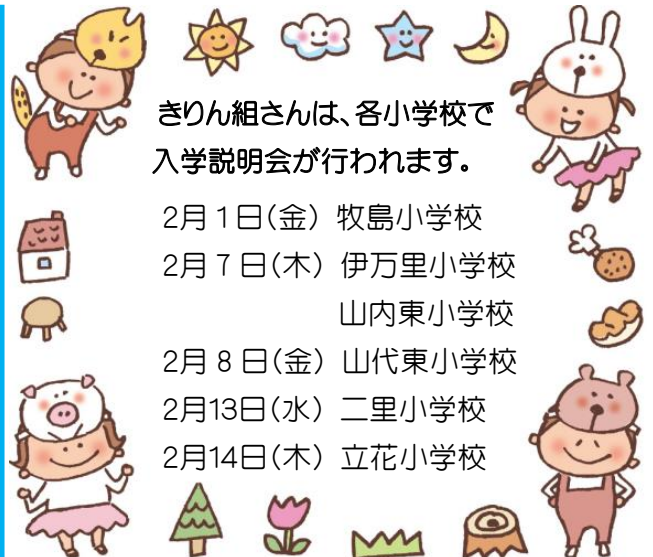 きりん組さんは、各小学校で
入学説明会が行われます。
2月1日(金) 牧島小学校
2月7日(木) 伊万里小学校
山内東小学校
2月8日(金) 山代東小学校
2月13日(水) 二里小学校
2月14日(木) 立花小学校